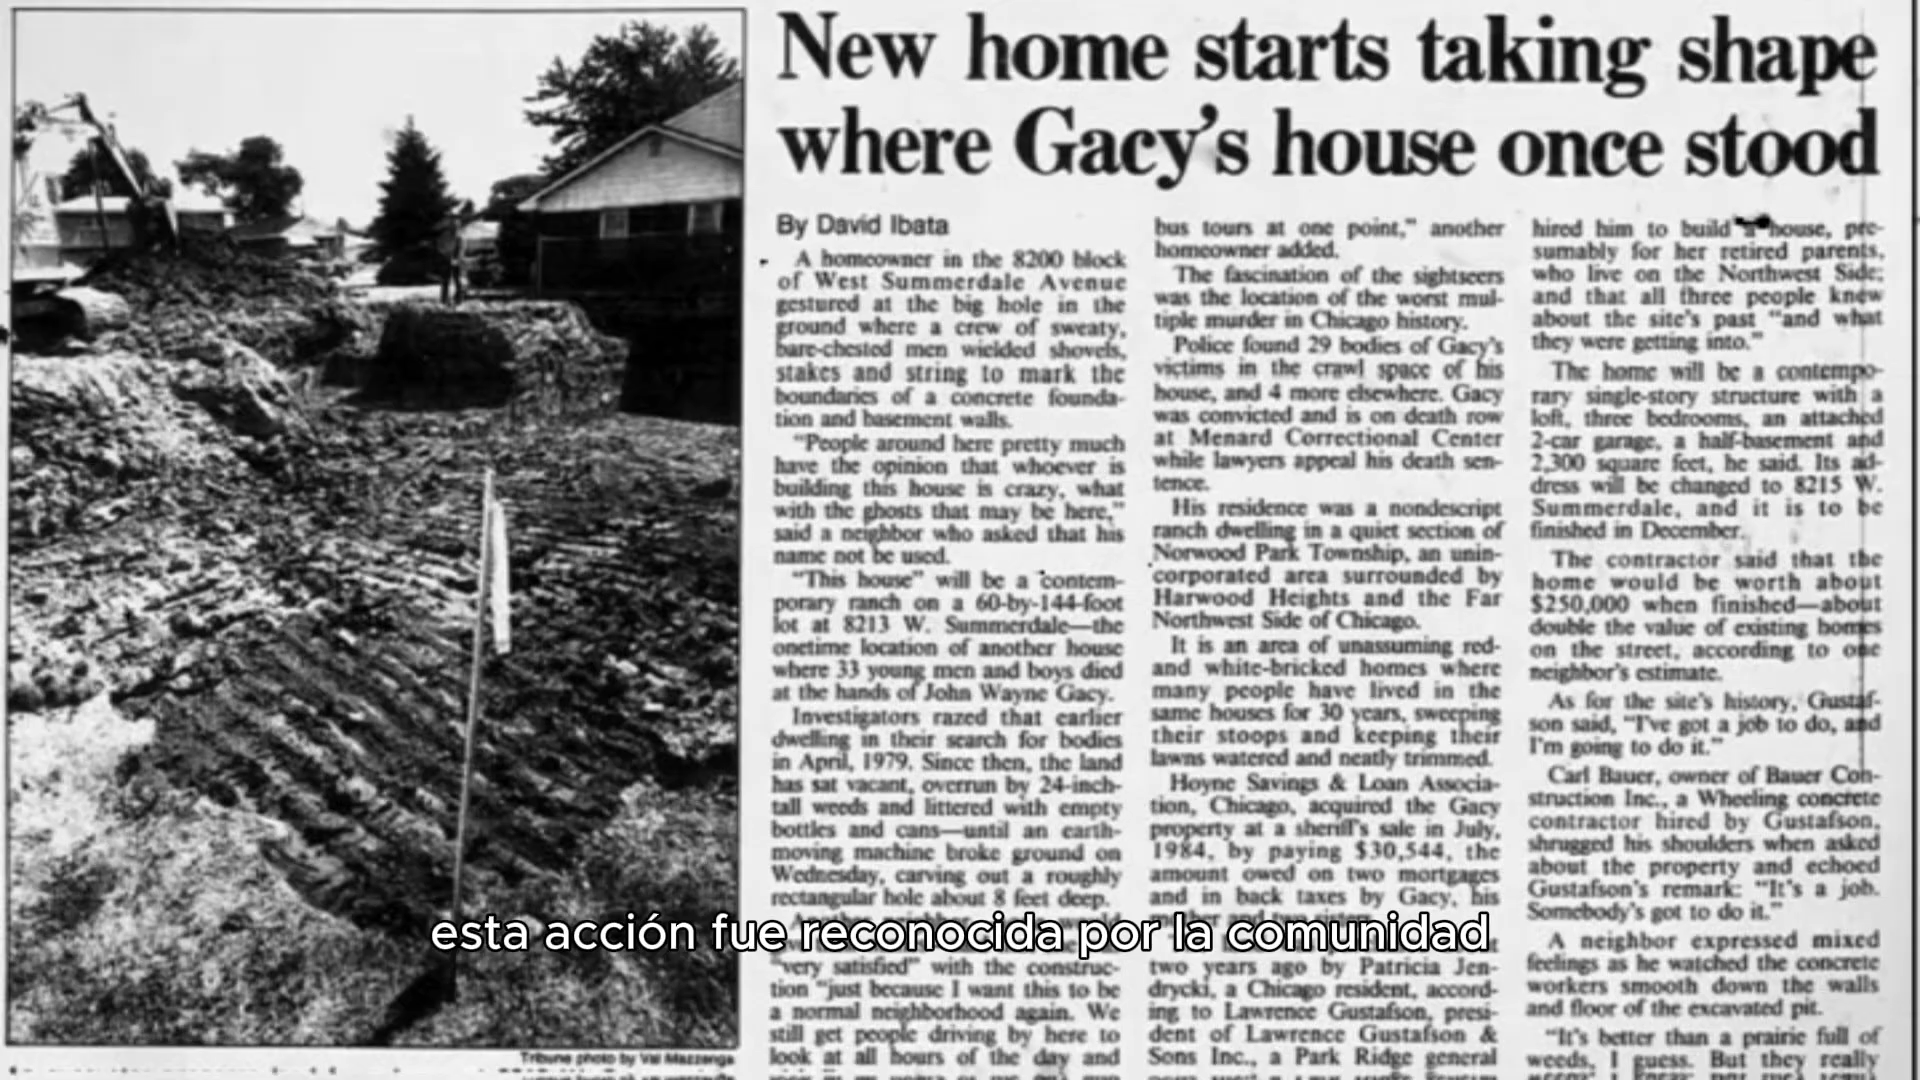 New home starts taking shape
where Gacy's house once stood
By David Ibata
A homeowner in the 8200 block
of West Summerdale Avenue
gestured at the big hole in the
ground where a crew of sweaty,
bare-chested men wielded shovels,
stakes and string to mark the
boundaries of a concrete founda-
tion and basement walls.
"People around here pretty much
have the opinion that whoever is
building this house is crazy, what
with the ghosts that may be here,"
said a neighbor who asked that his
name not be used.
"This house" will be a contem-
porary ranch on a 60-by-144-foot
lot at 8213 W. Summerdale—the
onetime location of another house
where 33 young men and boys died
at the hands of John Wayne Gacy.
Investigators razed that earlier
dwelling in their search for bodies
in April, 1979. Since then, the land
has sat vacant, overrun by 24-inch-
tall weeds and littered with empty
bottles and cans—until an earth-
moving machine broke ground on
Wednesday, carving out a roughly
rectangular hole about 8 feet deep.
"very satisfied" with the construc-
tion "just because I want this to be
a normal neighborhood again. We
still get people driving by here to
look at all hours of the day and
bus tours at one point," another
homeowner added.
The fascination of the sightseers
was the location of the worst mul-
tiple murder in Chicago history.
Police found 29 bodies of Gacy's
victims in the crawl space of his
house, and 4 more elsewhere. Gacy
was convicted and is on death row
at Menard Correctional Center
while lawyers appeal his death sen-
tence.
His residence was a nondescript
ranch dwelling in a quiet section of
Norwood Park Township, an unin-
corporated area surrounded by
Harwood Heights and the Far
Northwest Side of Chicago.
It is an area of unassuming red-
and white-bricked homes where
many people have lived in the
same houses for 30 years, sweeping
their stoops and keeping their
lawns watered and neatly trimmed.
Hoyne Savings & Loan Associa-
tion, Chicago, acquired the Gacy
property at a sheriff's sale in July,
1984, by paying $30,544, the
amount owed on two mortgages
and in back taxes by Gacy, his
two years ago by Patricia Jen-
drycki, a Chicago resident, accord-
ing to Lawrence Gustafson, presi-
dent of Lawrence Gustafson &
Sons Inc., a Park Ridge general
hired him to build a house, pre-
sumably for her retired parents,
who live on the Northwest Side;
and that all three people knew
about the site's past "and what
they were getting into."
The home will be a contempo-
rary single-story structure with a
loft, three bedrooms, an attached
2-car garage, a half-basement and
2,300 square feet, he said. Its ad-
dress will be changed to 8215 W.
Summerdale, and it is to be
finished in December.
The contractor said that the
home would be worth about
$250,000 when finished—about
double the value of existing homes
on the street, according to one
neighbor's estimate.
As for the site's history, Gustaf-
son said, "I've got a job to do, and
I'm going to do it."
Carl Bauer, owner of Bauer Con-
struction Inc., a Wheeling concrete
contractor hired by Gustafson,
shrugged his shoulders when asked
about the property and echoed
Gustafson's remark: "It's a job.
Somebody's got to do it."
A neighbor expressed mixed
feelings as he watched the concrete
workers smooth down the walls
and floor of the excavated pit.
"It's better than a prairie full of
weeds, I guess. But they really
Tribune photo by Val Mazzenga
esta acción fue reconocida por la comunidad